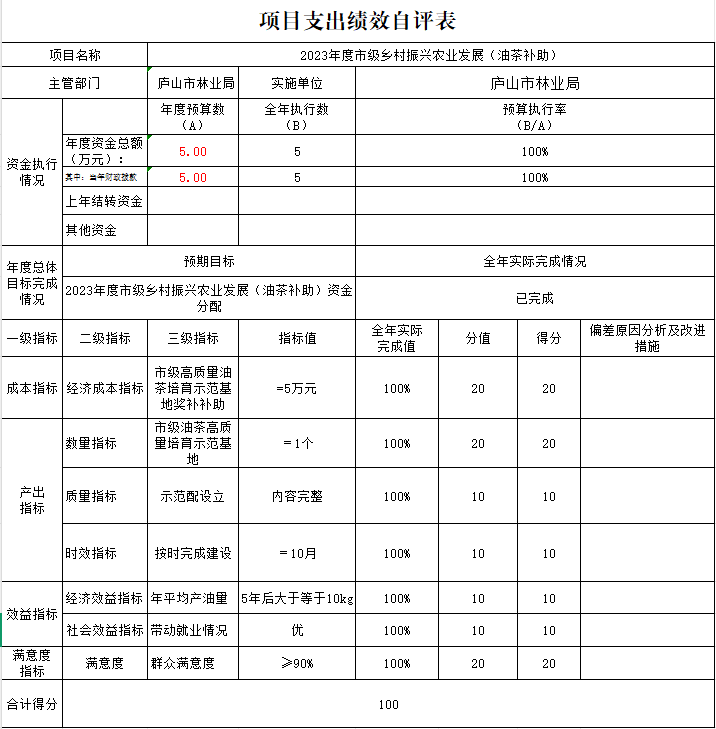 项目支出绩效自评表
项目名称 2023年度市级乡村振兴农业发展（油茶补助）
主管部门 庐山市林业局 实施单位 庐山市林业局
资金执行情况 年度预算数（A） 全年执行数（B） 预算执行率（B/A）
年度资金总额（万元）： 5.00 5 100%
其中：当年财政拨款 5.00 5 100%
上年结转资金
其他资金
年度总体目标完成情况 预期目标 全年实际完成情况
2023年度市级乡村振兴农业发展（油茶补助）资金分配 已完成
一级指标 二级指标 三级指标 指标值 全年实际完成值 分值 得分 偏差原因分析及改进措施
成本指标 经济成本指标 市级高质量油茶培育示范基地奖补补助 =5万元 100% 20 20
产出指标 数量指标 市级油茶高质量培育示范基地 ＝1个 100% 20 20
质量指标 示范配设立 内容完整 100% 10 10
时效指标 按时完成建设 ＝10月 100% 10 10
效益指标 经济效益指标 年平均产油量 5年后大于等于10kg 100% 10 10
社会效益指标 带动就业情况 优 100% 10 10
满意度指标 满意度 群众满意度 ≥90% 100% 20 20
合计得分 100